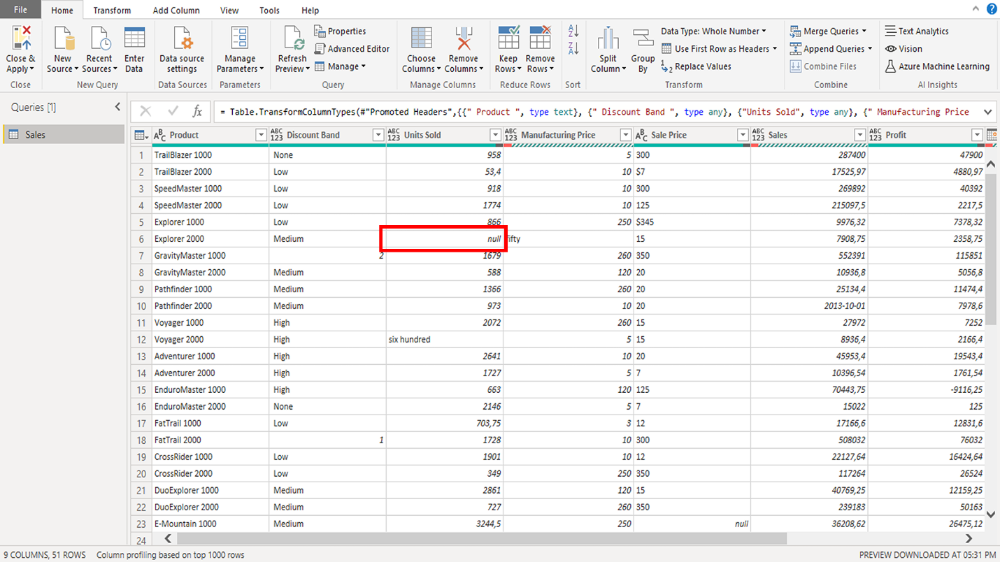 File Home Transform Add Column View Tools Help
Close & Apply New Source Recent Sources Enter Data Data source settings Manage Parameters Refresh Preview Properties Advanced Editor Manage Choose Columns Remove Columns Keep Rows Remove Rows Split Column Group By Data Type: Whole Number Use First Row as Headers Replace Values Merge Queries Append Queries Combine Files Text Analytics Vision Azure Machine Learning
Close New Query Data Sources Parameters Query Manage Columns Reduce Rows Sort Transform Combine AI Insights
Queries [1] = Table.TransformColumnTypes(#"Promoted Headers",{{" Product ", type text}, {" Discount Band ", type any}, {"Units Sold", type any}, {" Manufacturing Price
Sales
Product Discount Band Units Sold Manufacturing Price Sale Price Sales Profit
1 TrailBlazer 1000 None 958 5 300 287400 47900
2 TrailBlazer 2000 Low 53,4 10 $7 17525,97 4880,97
3 SpeedMaster 1000 Low 918 10 300 269892 40392
4 SpeedMaster 2000 Low 1774 10 125 215097,5 2217,5
5 Explorer 1000 Low 866 250 $345 9976,32 7378,32
6 Explorer 2000 Medium null fifty 15 7908,75 2358,75
7 GravityMaster 1000 2 1679 260 350 552391 115851
8 GravityMaster 2000 Medium 588 120 20 10936,8 5056,8
9 Pathfinder 1000 Medium 1366 260 20 25134,4 11474,4
10 Pathfinder 2000 Medium 973 10 20 2013-10-01 7978,6
11 Voyager 1000 High 2072 260 15 27972 7252
12 Voyager 2000 High six hundred 5 15 8936,4 2166,4
13 Adventurer 1000 High 2641 10 20 45953,4 19543,4
14 Adventurer 2000 High 1727 5 7 10396,54 1761,54
15 EnduroMaster 1000 High 663 120 125 70443,75 -9116,25
16 EnduroMaster 2000 None 2146 5 7 15022 125
17 FatTrail 1000 Low 703,75 3 12 17166,6 12831,6
18 FatTrail 2000 1 1728 10 300 508032 76032
19 CrossRider 1000 Low 1901 10 12 22127,64 16424,64
20 CrossRider 2000 Low 349 250 350 117264 26524
21 DuoExplorer 1000 Medium 2861 120 15 40769,25 12159,25
22 DuoExplorer 2000 Medium 727 260 350 239183 50163
23 E-Mountain 1000 Medium 3244,5 250 null 36208,62 26475,12
24
9 COLUMNS, 51 ROWS Column profiling based on top 1000 rows PREVIEW DOWNLOADED AT 05:31 PM